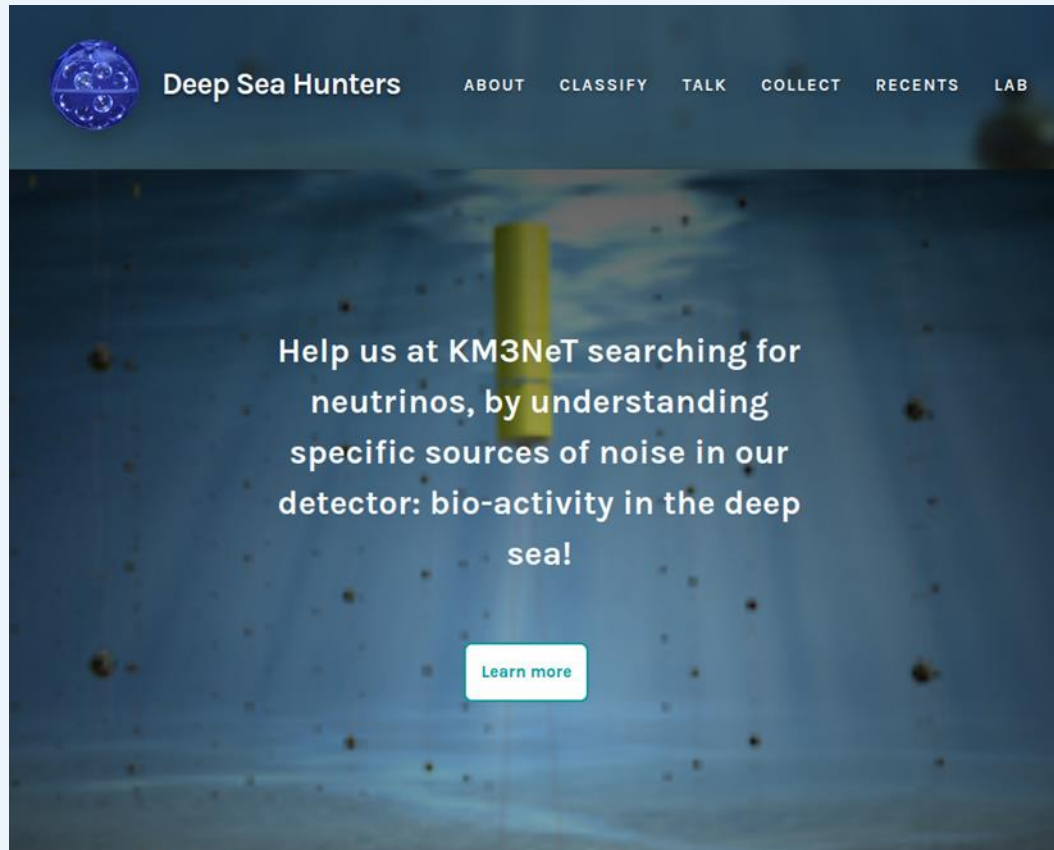 Deep Sea Hunters
ABOUT CLASSIFY TALK COLLECT RECENTS LAB
Help us at KM3NeT searching for
neutrinos, by understanding
specific sources of noise in our
detector: bio-activity in the deep
sea!
Learn more